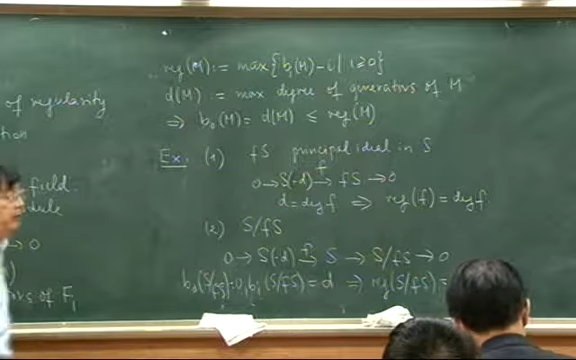 of regularity
tion
field.
dule
→ 0
)
ors of F₁
reg(M) := max{bᵢ(M) - i | i ≥ 0}
d(M) := max degree of generators of M
⇒ b₀(M) = d(M) ≤ reg(M)
Ex. (1) fS principal ideal in S
0 → S(-d) →f fS → 0
d = deg f ⇒ reg(f) = deg f
(2) S/fS
0 → S(-d) →f S → S/fS → 0
b₀(S/fS) = 0, b₁(S/fS) = d ⇒ reg(S/fS) =